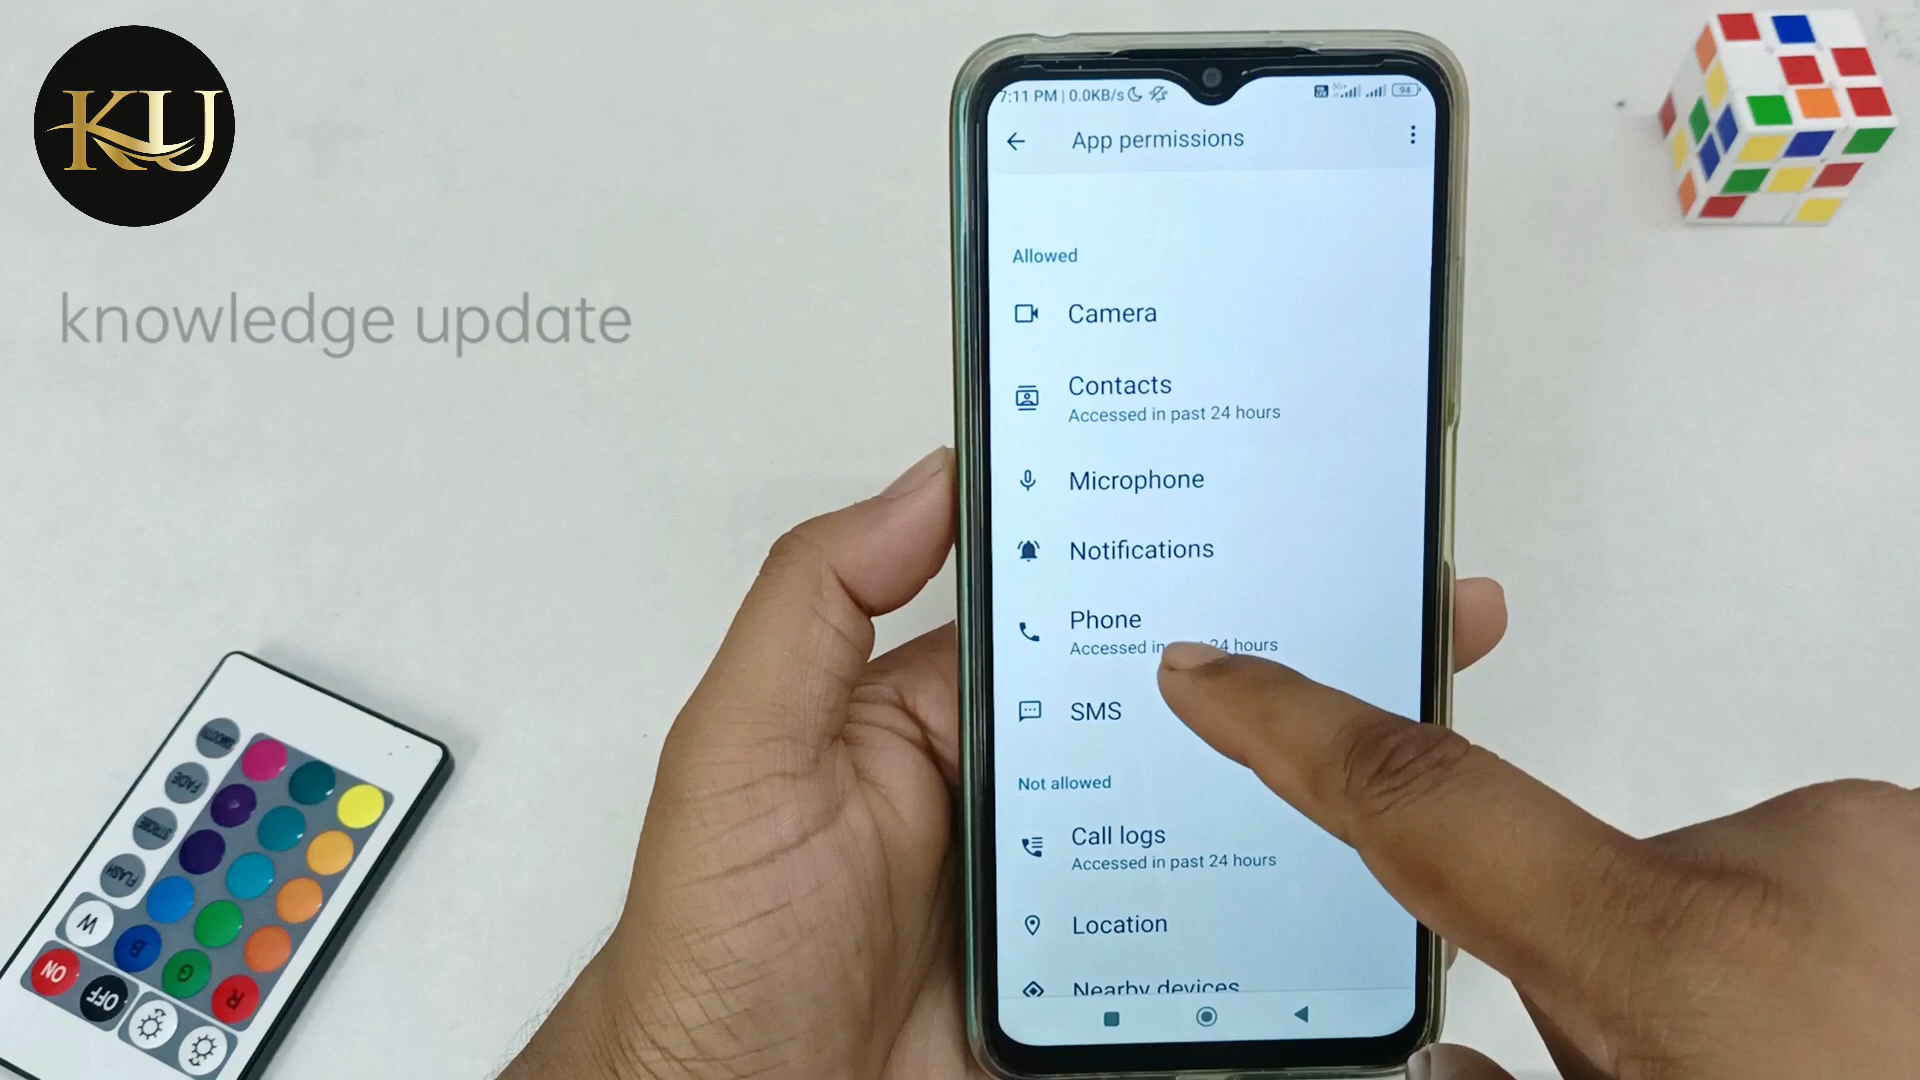 KU
knowledge update
7:11 PM | 0.0KB/s
94
App permissions
Allowed
Camera
Contacts
Accessed in past 24 hours
Microphone
Notifications
Phone
Accessed in past 24 hours
SMS
Not allowed
Call logs
Accessed in past 24 hours
Location
Nearby devices
SMOOTH
FADE
STROBE
FLASH
W
B
G
R
ON
OFF